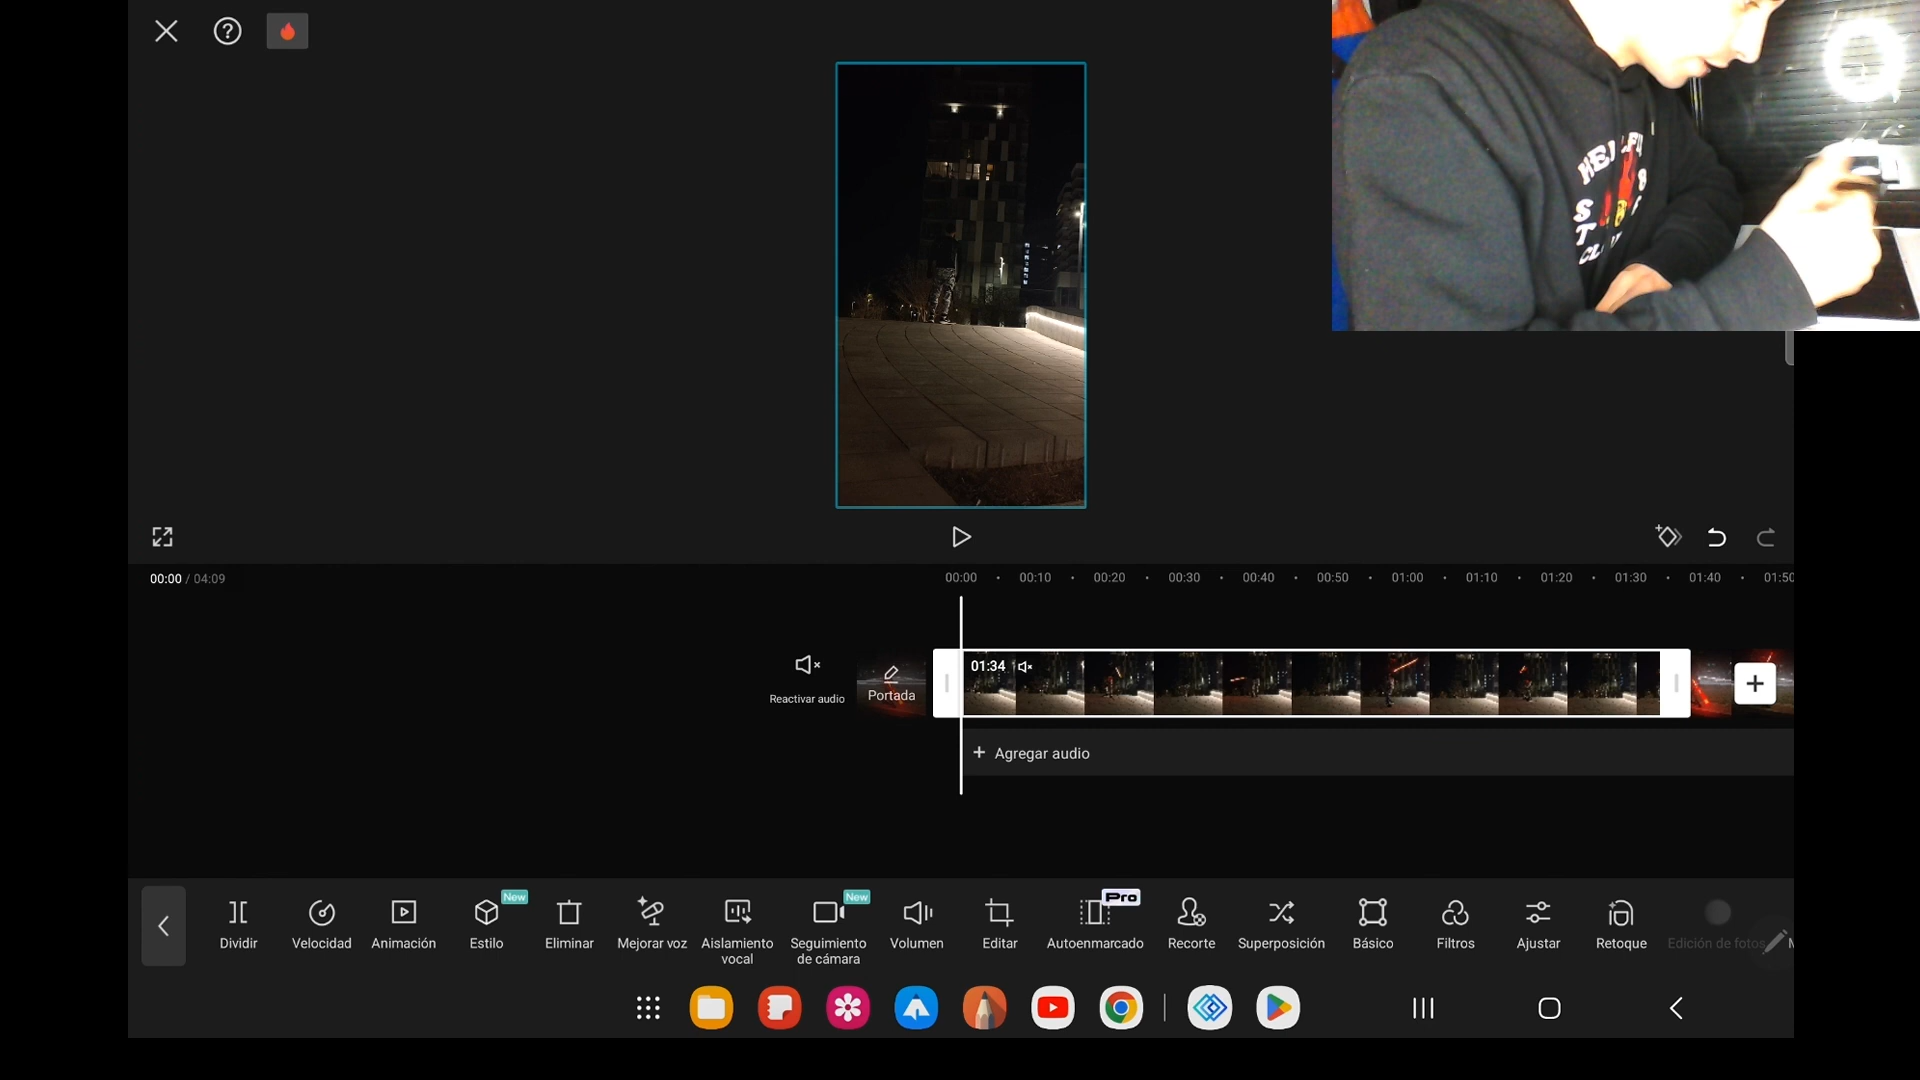 00:00 / 04:09
00:00 · 00:10 · 00:20 · 00:30 · 00:40 · 00:50 · 01:00 · 01:10 · 01:20 · 01:30 · 01:40 · 01:50
01:34
Reactivar audio
Portada
+ Agregar audio
New
New
Pro
Dividir
Velocidad
Animación
Estilo
Eliminar
Mejorar voz
Aislamiento
vocal
Seguimiento
de cámara
Volumen
Editar
Autoenmarcado
Recorte
Superposición
Básico
Filtros
Ajustar
Retoque
Edición de fotos